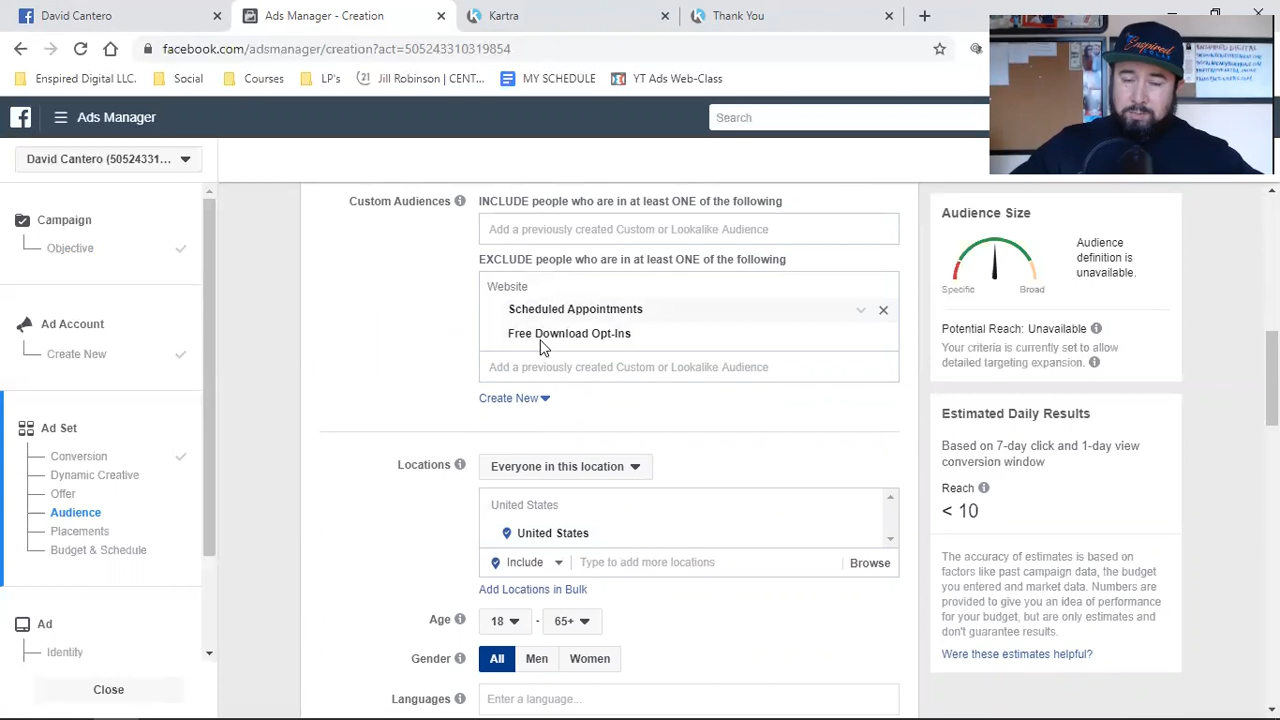 David Cantero
Ads Manager - Creation
Kartra
Thank You
facebook.com/adsmanager/creation?act=505243310319854
Enspired Digital LLC.
Social
Courses
LP's
Jill Robinson | CENT...
MY SCHEDULE
YT Ads Web-Class
Ads Manager
Search
David Cantero (50524331...
Campaign
Objective
Ad Account
Create New
Ad Set
Conversion
Dynamic Creative
Offer
Audience
Placements
Budget & Schedule
Ad
Identity
Close
Custom Audiences
INCLUDE people who are in at least ONE of the following
Add a previously created Custom or Lookalike Audience
EXCLUDE people who are in at least ONE of the following
Website
Scheduled Appointments
Free Download Opt-Ins
Add a previously created Custom or Lookalike Audience
Create New
Locations
Everyone in this location
United States
United States
Include
Type to add more locations
Browse
Add Locations in Bulk
Age
18 - 65+
Gender
All Men Women
Languages
Enter a language...
Audience Size
Specific
Broad
Audience
definition is
unavailable.
Potential Reach: Unavailable
Your criteria is currently set to allow
detailed targeting expansion.
Estimated Daily Results
Based on 7-day click and 1-day view
conversion window
Reach
< 10
The accuracy of estimates is based on
factors like past campaign data, the budget
you entered and market data. Numbers are
provided to give you an idea of performance
for your budget, but are only estimates and
don't guarantee results.
Were these estimates helpful?